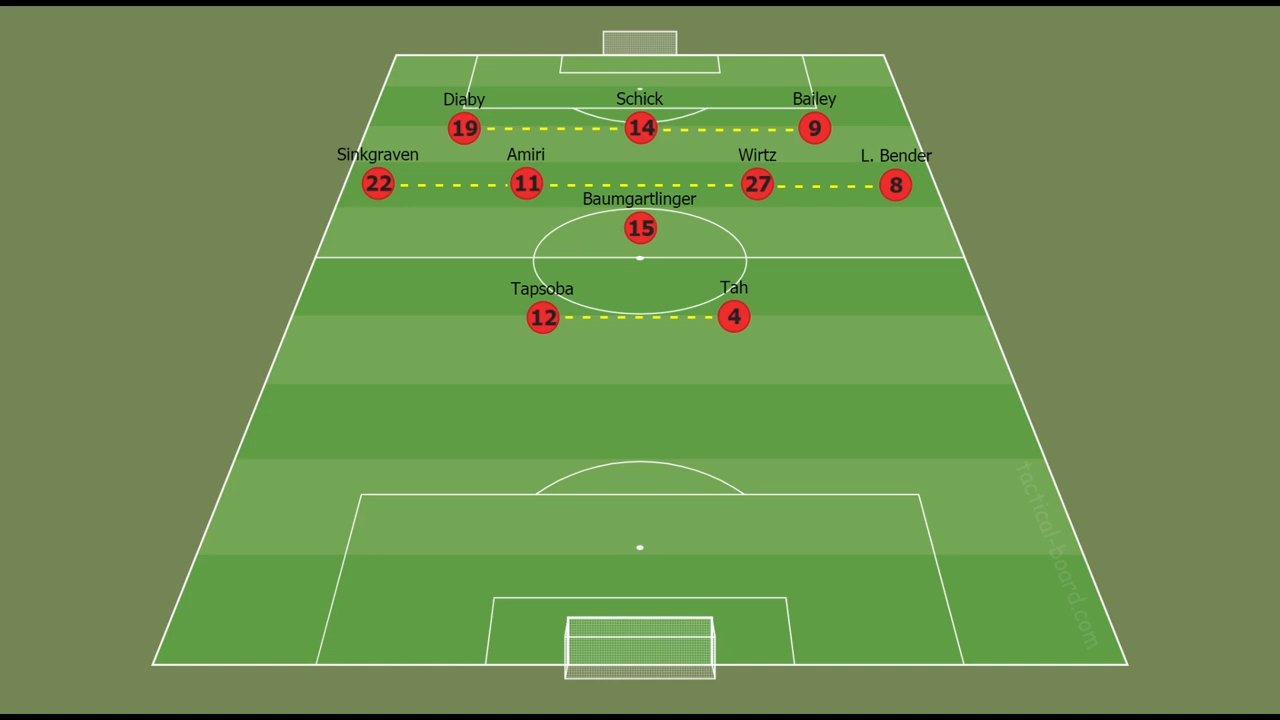 Diaby Schick Bailey
19 14 9
Sinkgraven Amiri Wirtz L. Bender
22 11 27 8
Baumgartlinger
15
Tapsoba Tah
12 4
tactical-board.com